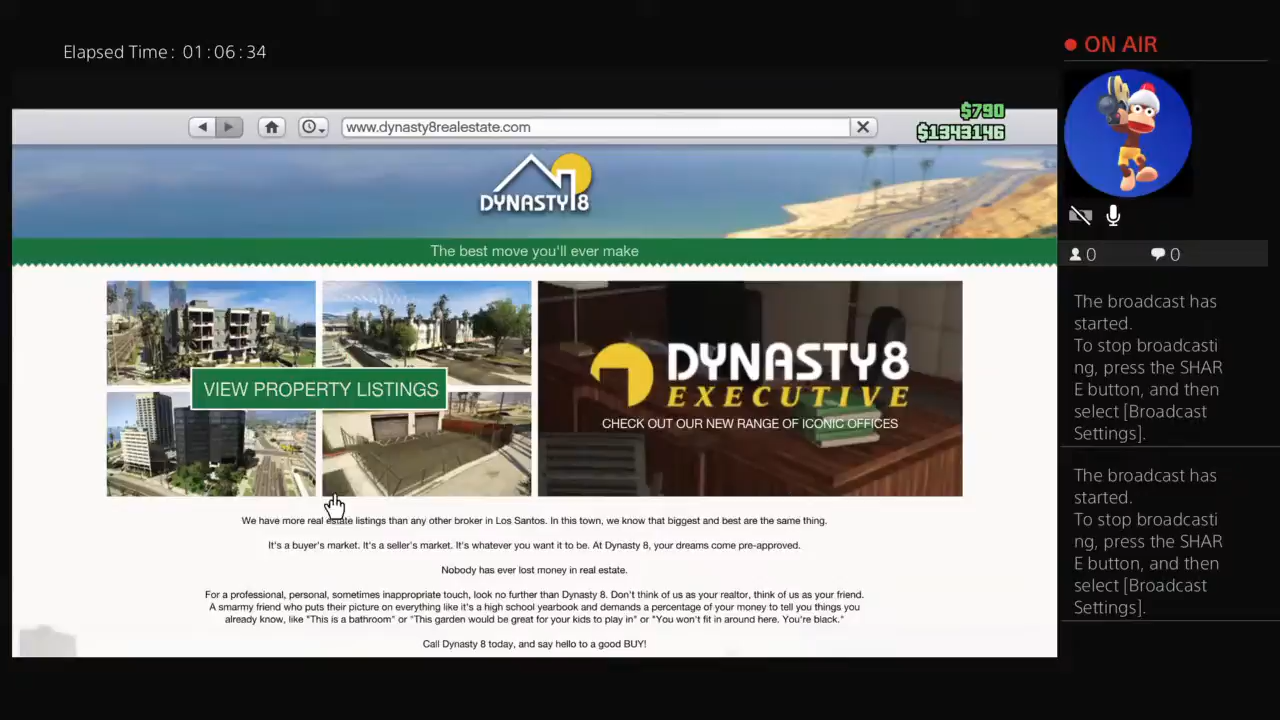 Elapsed Time: 01:06:34
ON AIR
www.dynasty8realestate.com
$790
$1343146
DYNASTY8
The best move you'll ever make
VIEW PROPERTY LISTINGS
DYNASTY8
EXECUTIVE
CHECK OUT OUR NEW RANGE OF ICONIC OFFICES
We have more real estate listings than any other broker in Los Santos. In this town, we know that biggest and best are the same thing.
It's a buyer's market. It's a seller's market. It's whatever you want it to be. At Dynasty 8, your dreams come pre-approved.
Nobody has ever lost money in real estate.
For a professional, personal, sometimes inappropriate touch, look no further than Dynasty 8. Don't think of us as your realtor, think of us as your friend.
A smarmy friend who puts their picture on everything like it's a high school yearbook and demands a percentage of your money to tell you things you
already know, like "This is a bathroom" or "This garden would be great for your kids to play in" or "You won't fit in around here. You're black."
Call Dynasty 8 today, and say hello to a good BUY!
0
0
The broadcast has
started.
To stop broadcasti
ng, press the SHAR
E button, and then
select [Broadcast
Settings].
The broadcast has
started.
To stop broadcasti
ng, press the SHAR
E button, and then
select [Broadcast
Settings].